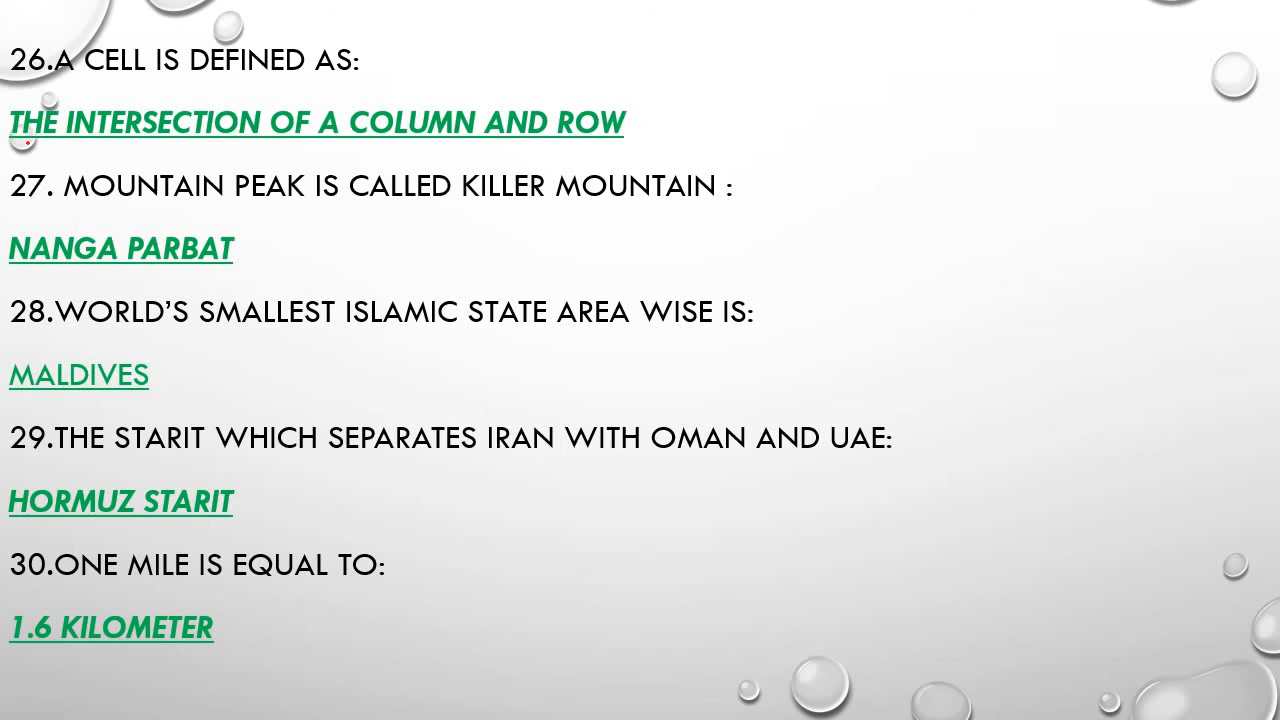 26.A CELL IS DEFINED AS:
THE INTERSECTION OF A COLUMN AND ROW
27. MOUNTAIN PEAK IS CALLED KILLER MOUNTAIN :
NANGA PARBAT
28.WORLD’S SMALLEST ISLAMIC STATE AREA WISE IS:
MALDIVES
29.THE STARIT WHICH SEPARATES IRAN WITH OMAN AND UAE:
HORMUZ STARIT
30.ONE MILE IS EQUAL TO:
1.6 KILOMETER